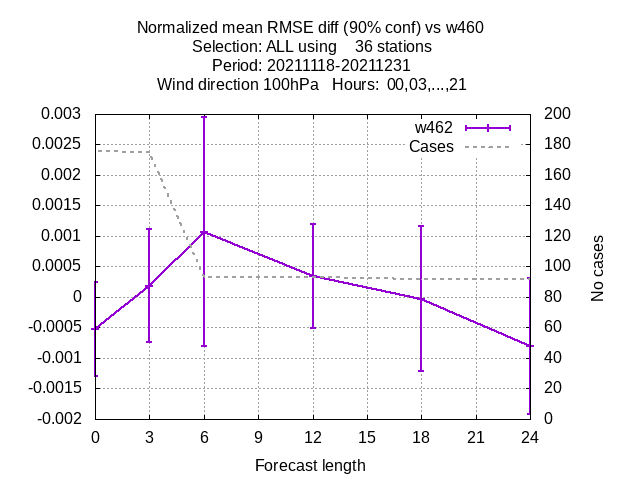 Normalized mean RMSE diff (90% conf) vs w460
Selection: ALL using    36 stations
Period: 20211118-20211231
Wind direction 100hPa   Hours:  00,03,...,21
w462
Cases
0.003
0.0025
0.002
0.0015
0.001
0.0005
0
-0.0005
-0.001
-0.0015
-0.002
200
180
160
140
120
100
80
60
40
20
0
No cases
0 3 6 9 12 15 18 21 24
Forecast length